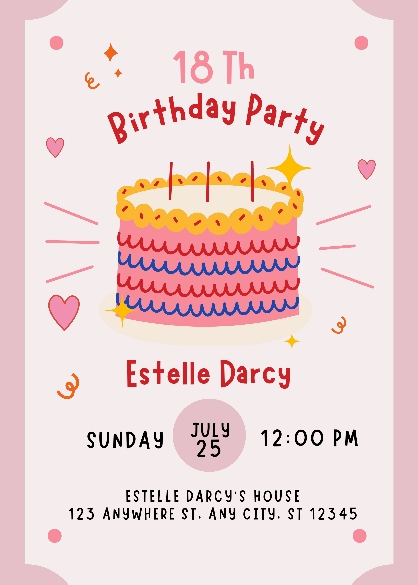 18 Th
Birthday Party
Estelle Darcy
SUNDAY
JULY
25
12:00 PM
ESTELLE DARCY'S HOUSE
123 ANYWHERE ST. ANY CITY. ST 12345